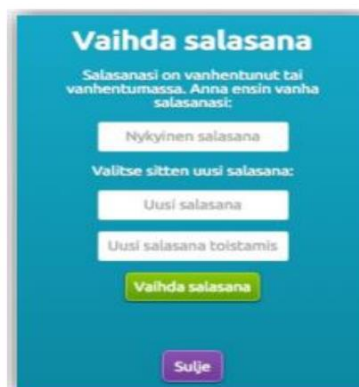 Vaihda salasana
Salasanasi on vanhentunut tai
vanhentumassa. Anna ensin vanha
salasanasi:
Nykyinen salasana
Valitse sitten uusi salasana:
Uusi salasana
Uusi salasana toistamis
Vaihda salasana
Sulje